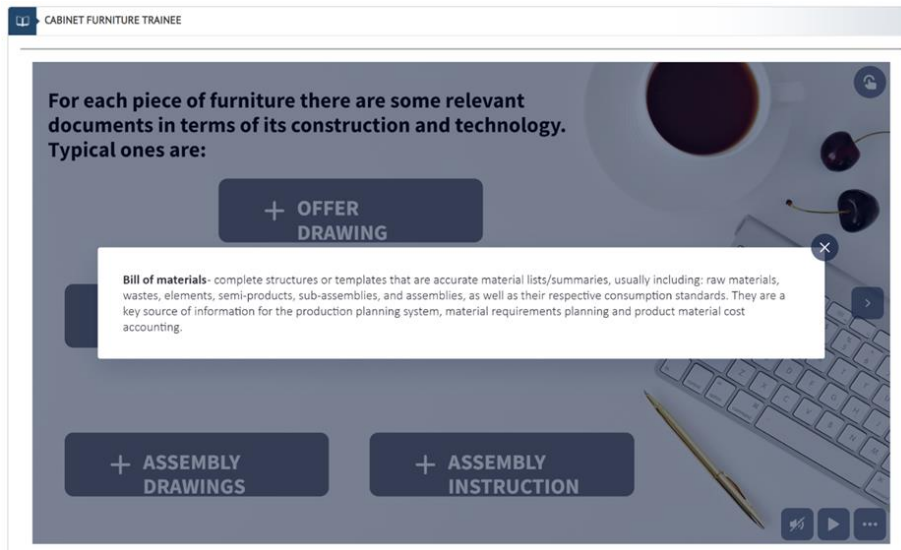 CABINET FURNITURE TRAINEE
For each piece of furniture there are some relevant
documents in terms of its construction and technology.
Typical ones are:
+ OFFER
DRAWING
Bill of materials- complete structures or templates that are accurate material lists/summaries, usually including: raw materials,
wastes, elements, semi-products, sub-assemblies, and assemblies, as well as their respective consumption standards. They are a
key source of information for the production planning system, material requirements planning and product material cost
accounting.
+ ASSEMBLY
DRAWINGS
+ ASSEMBLY
INSTRUCTION